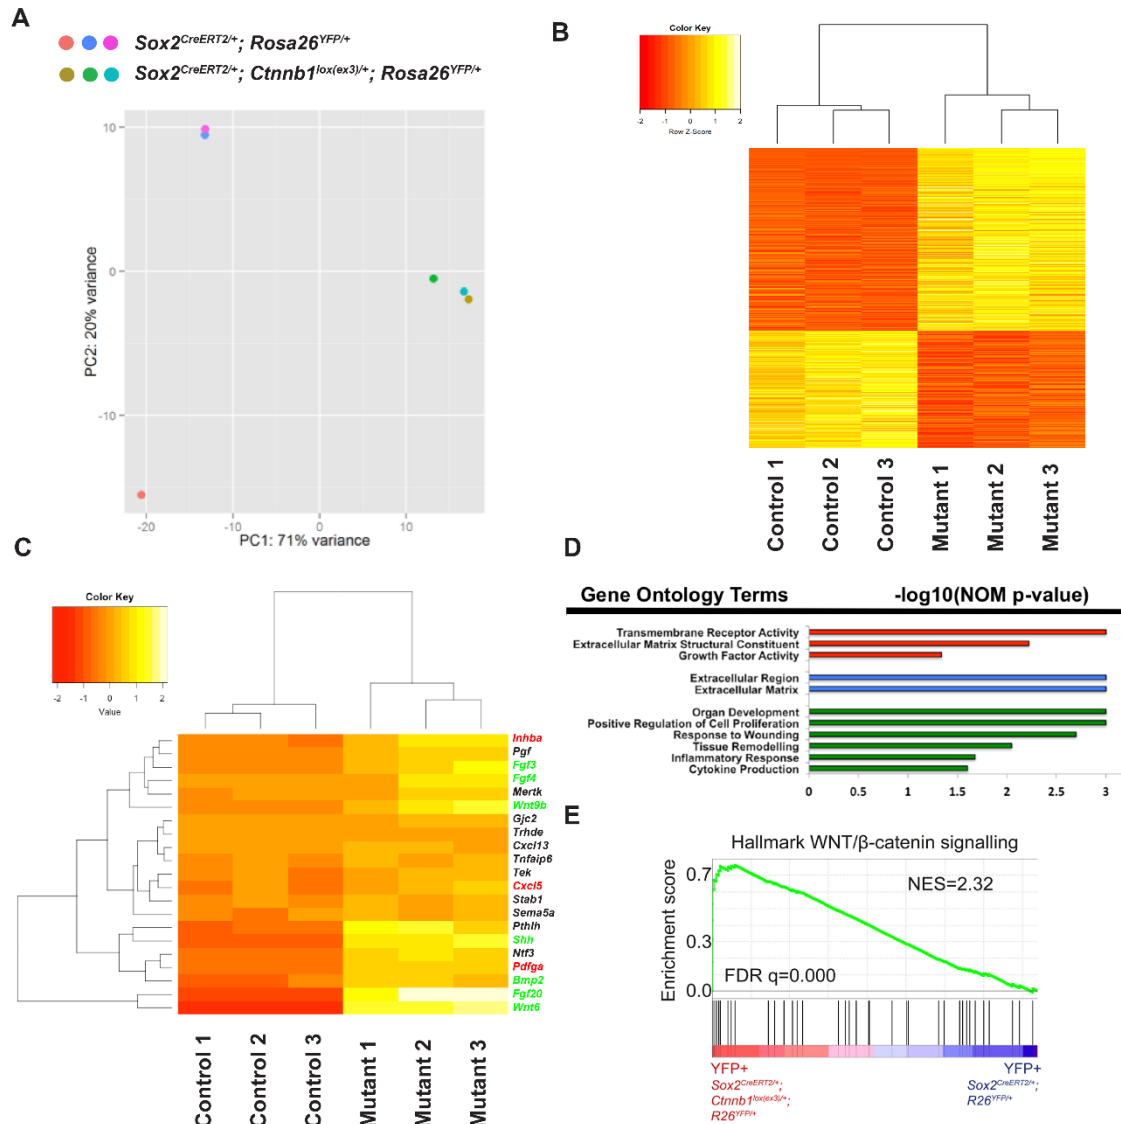 A
Sox2CreERT2/+; Rosa26YFP/+
Sox2CreERT2/+; Ctnnb1lox(ex3)/+; Rosa26YFP/+
10
0
-10
PC2: 20% variance
-20
-10
0
10
PC1: 71% variance
B
Color Key
-2 -1 0 1 2
Row Z-Score
Control 1
Control 2
Control 3
Mutant 1
Mutant 2
Mutant 3
C
Color Key
-2 -1 0 1 2
Value
Inhba
Pgf
Fgf3
Fgf4
Mertk
Wnt9b
Gjc2
Trhde
Cxcl13
Tnfaip6
Tek
Cxcl5
Stab1
Sema5a
Pthlh
Shh
Ntf3
Pdfga
Bmp2
Fgf20
Wnt6
Control 1
Control 2
Control 3
Mutant 1
Mutant 2
Mutant 3
D
Gene Ontology Terms -log10(NOM p-value)
Transmembrane Receptor Activity
Extracellular Matrix Structural Constituent
Growth Factor Activity
Extracellular Region
Extracellular Matrix
Organ Development
Positive Regulation of Cell Proliferation
Response to Wounding
Tissue Remodelling
Inflammatory Response
Cytokine Production
0 0.5 1 1.5 2 2.5 3
E
Hallmark WNT/β-catenin signalling
Enrichment score
0.7
0.3
0.0
NES=2.32
FDR q=0.000
YFP+
Sox2CreERT2/+;
Ctnnb1lox(ex3)/+;
R26YFP/+
YFP+
Sox2CreERT2/+;
R26YFP/+